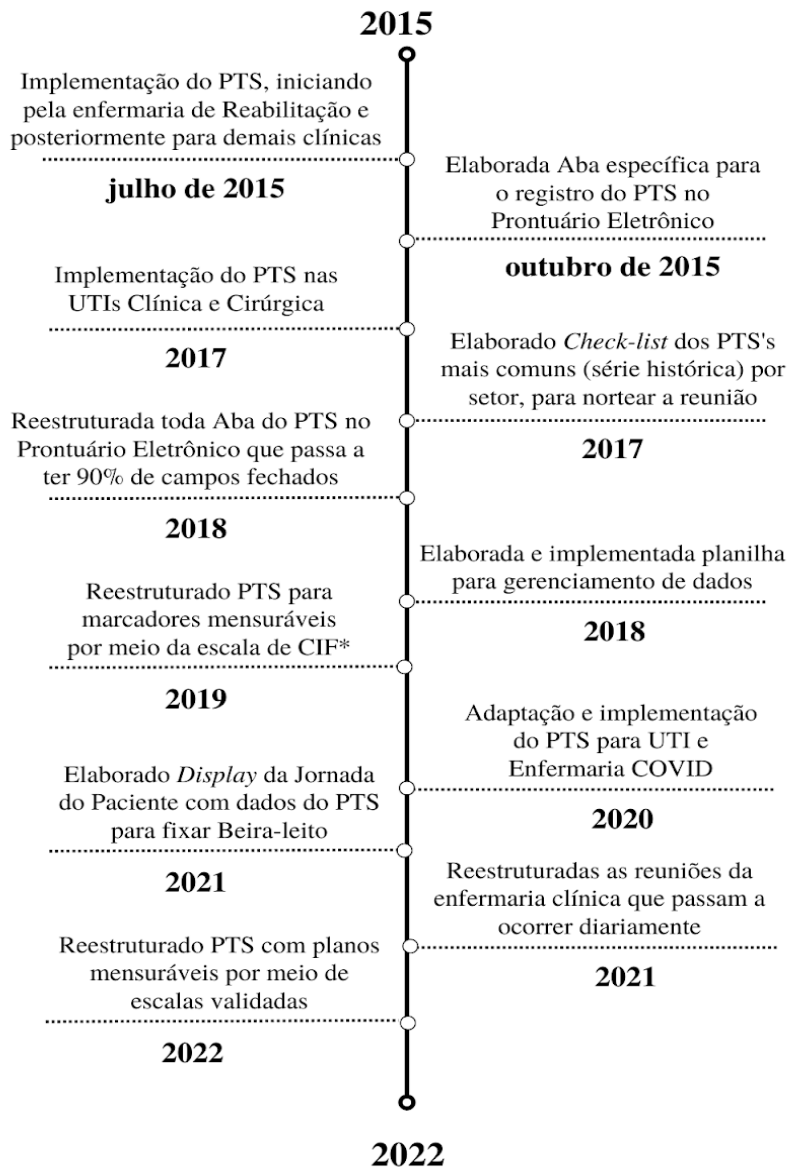 2015
Implementação do PTS, iniciando
pela enfermaria de Reabilitação e
posteriormente para demais clínicas
julho de 2015
Elaborada Aba específica para
o registro do PTS no
Prontuário Eletrônico
outubro de 2015
Implementação do PTS nas
UTIs Clínica e Cirúrgica
2017
Elaborado Check-list dos PTS's
mais comuns (série histórica) por
setor, para nortear a reunião
2017
Reestruturada toda Aba do PTS no
Prontuário Eletrônico que passa a
ter 90% de campos fechados
2018
Elaborada e implementada planilha
para gerenciamento de dados
2018
Reestruturado PTS para
marcadores mensuráveis
por meio da escala de CIF*
2019
Adaptação e implementação
do PTS para UTI e
Enfermaria COVID
2020
Elaborado Display da Jornada
do Paciente com dados do PTS
para fixar Beira-leito
2021
Reestruturadas as reuniões da
enfermaria clínica que passam a
ocorrer diariamente
2021
Reestruturado PTS com planos
mensuráveis por meio de
escalas validadas
2022
2022